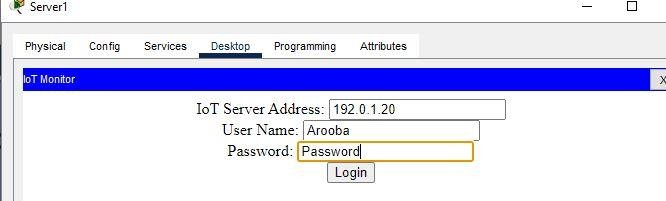 Server1
Physical Config Services Desktop Programming Attributes
IoT Monitor X
IoT Server Address: 192.0.1.20
User Name: Arooba
Password: Password
Login